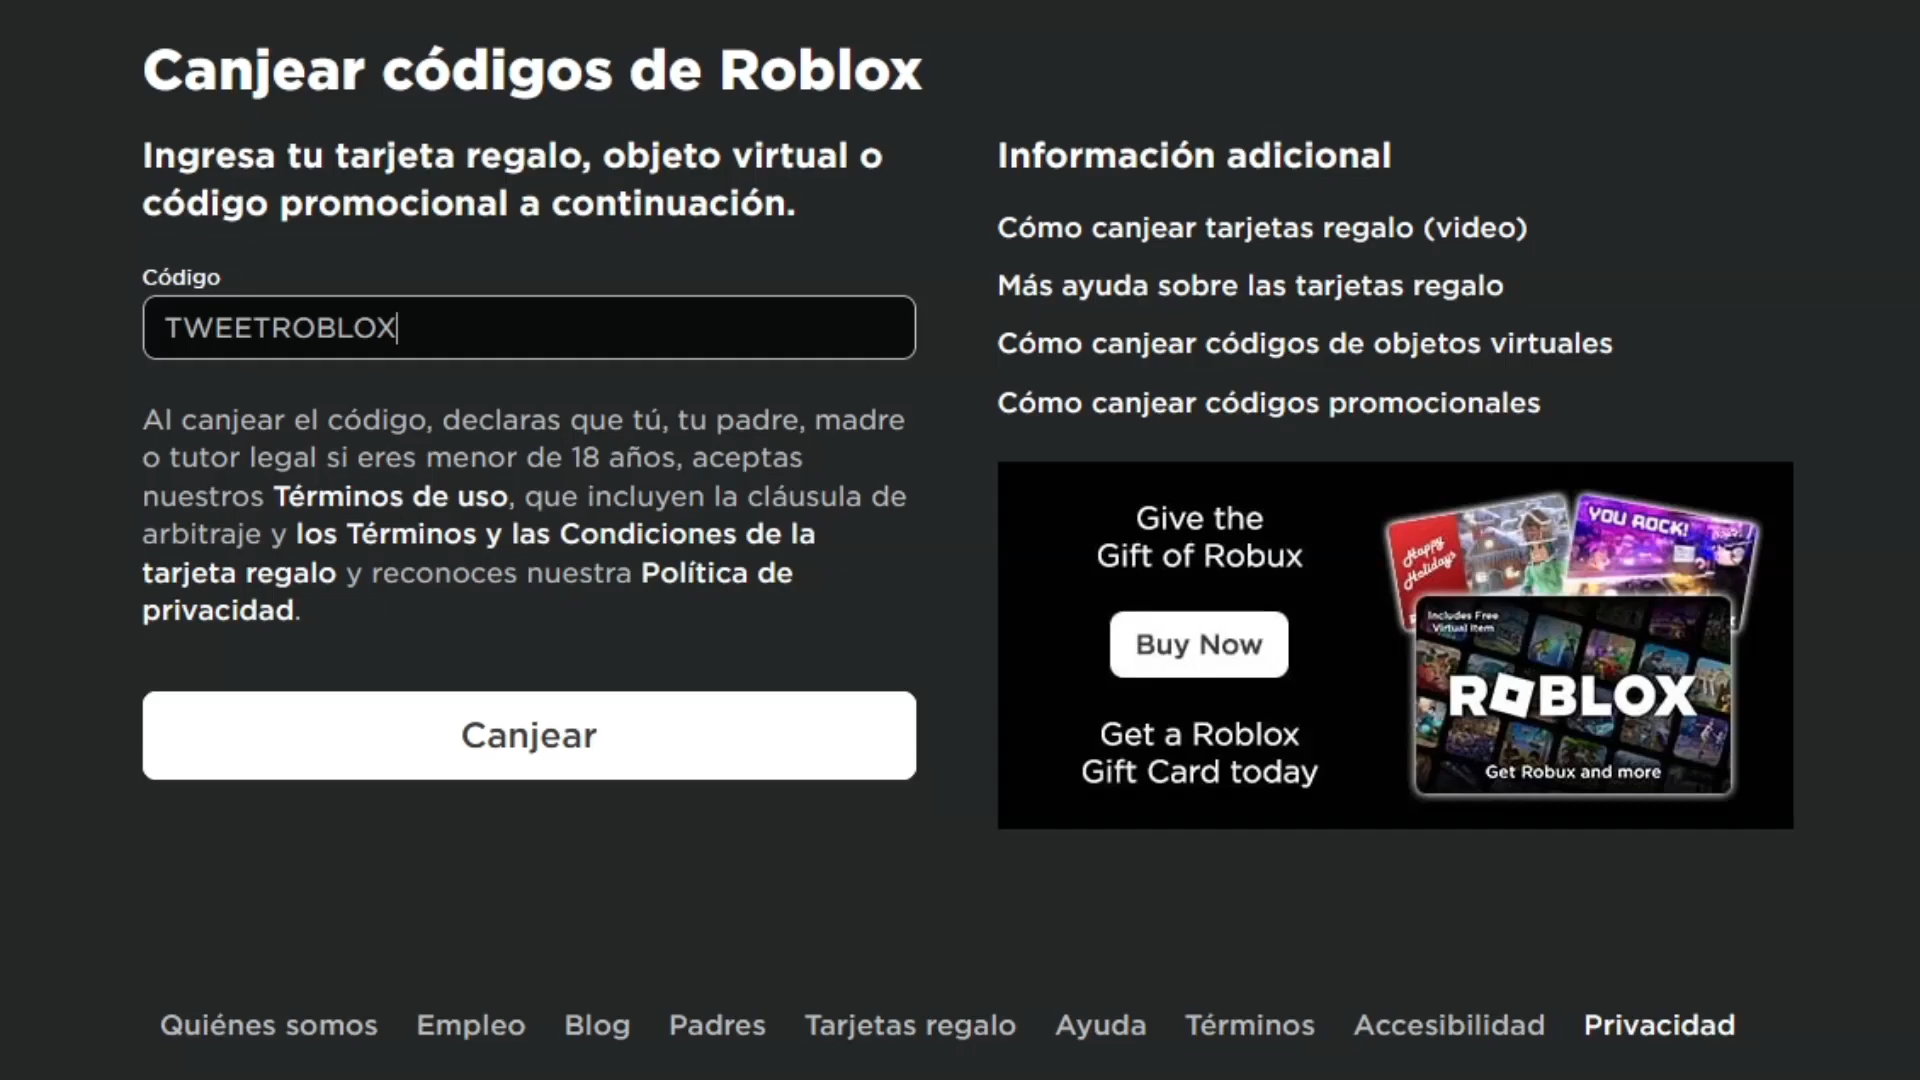 Canjear códigos de Roblox
Ingresa tu tarjeta regalo, objeto virtual o
código promocional a continuación.
Código
TWEETROBLOX
Al canjear el código, declaras que tú, tu padre, madre
o tutor legal si eres menor de 18 años, aceptas
nuestros Términos de uso, que incluyen la cláusula de
arbitraje y los Términos y las Condiciones de la
tarjeta regalo y reconoces nuestra Política de
privacidad.
Canjear
Información adicional
Cómo canjear tarjetas regalo (video)
Más ayuda sobre las tarjetas regalo
Cómo canjear códigos de objetos virtuales
Cómo canjear códigos promocionales
Give the
Gift of Robux
Buy Now
Get a Roblox
Gift Card today
Happy
Holidays
YOU ROCK!
Includes Free
Virtual Item
ROBLOX
Get Robux and more
Quiénes somos Empleo Blog Padres Tarjetas regalo Ayuda Términos Accesibilidad Privacidad